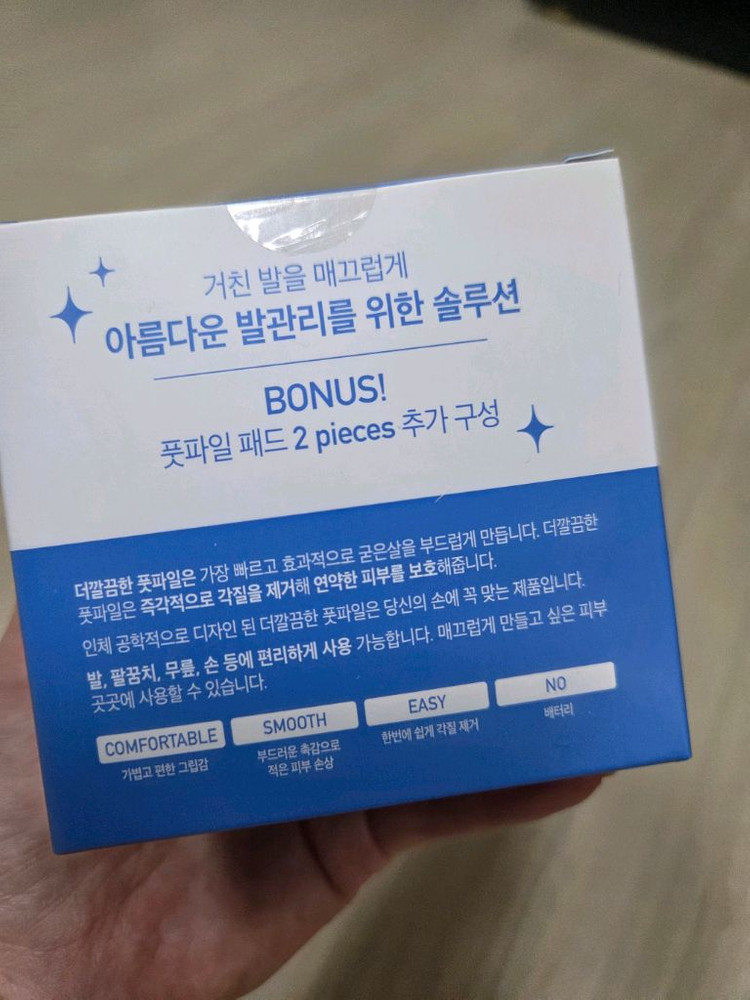 거친 발을 매끄럽게
아름다운 발관리를 위한 솔루션
BONUS!
풋파일 패드 2 pieces 추가 구성
더깔끔한 풋파일은 가장 빠르고 효과적으로 굳은살을 부드럽게 만듭니다. 더깔끔한
풋파일은 즉각적으로 각질을 제거해 연약한 피부를 보호해줍니다.
인체 공학적으로 디자인 된 더깔끔한 풋파일은 당신의 손에 꼭 맞는 제품입니다.
발, 팔꿈치, 무릎, 손 등에 편리하게 사용 가능합니다. 매끄럽게 만들고 싶은 피부
곳곳에 사용할 수 있습니다.
COMFORTABLE
가볍고 편한 그립감
SMOOTH
부드러운 촉감으로
적은 피부 손상
EASY
한번에 쉽게 각질 제거
NO
배터리